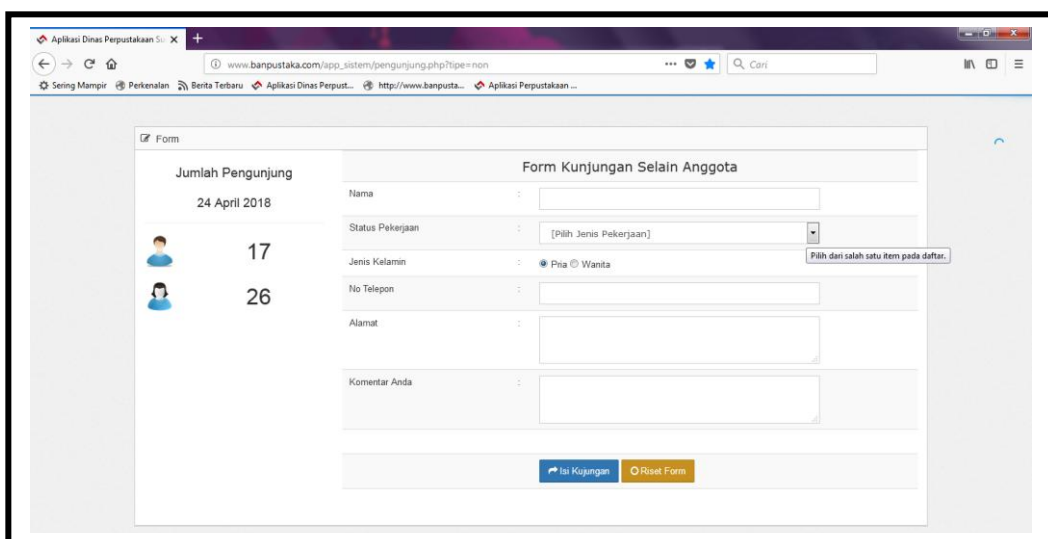 Aplikasi Dinas Perpustakaan Su
www.banpustaka.com/app_sistem/pengunjung.php?tipe=non
Cari
Sering Mampir Perkenalan Berita Terbaru Aplikasi Dinas Perpust... http://www.banpusta... Aplikasi Perpustakaan ...
Form
Jumlah Pengunjung
24 April 2018
17
26
Form Kunjungan Selain Anggota
Nama :
Status Pekerjaan : [Pilih Jenis Pekerjaan]
Pilih dari salah satu item pada daftar.
Jenis Kelamin : Pria Wanita
No Telepon :
Alamat :
Komentar Anda :
Isi Kujungan Riset Form